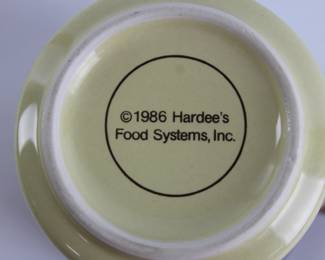 ©1986 Hardee's
Food Systems, Inc.